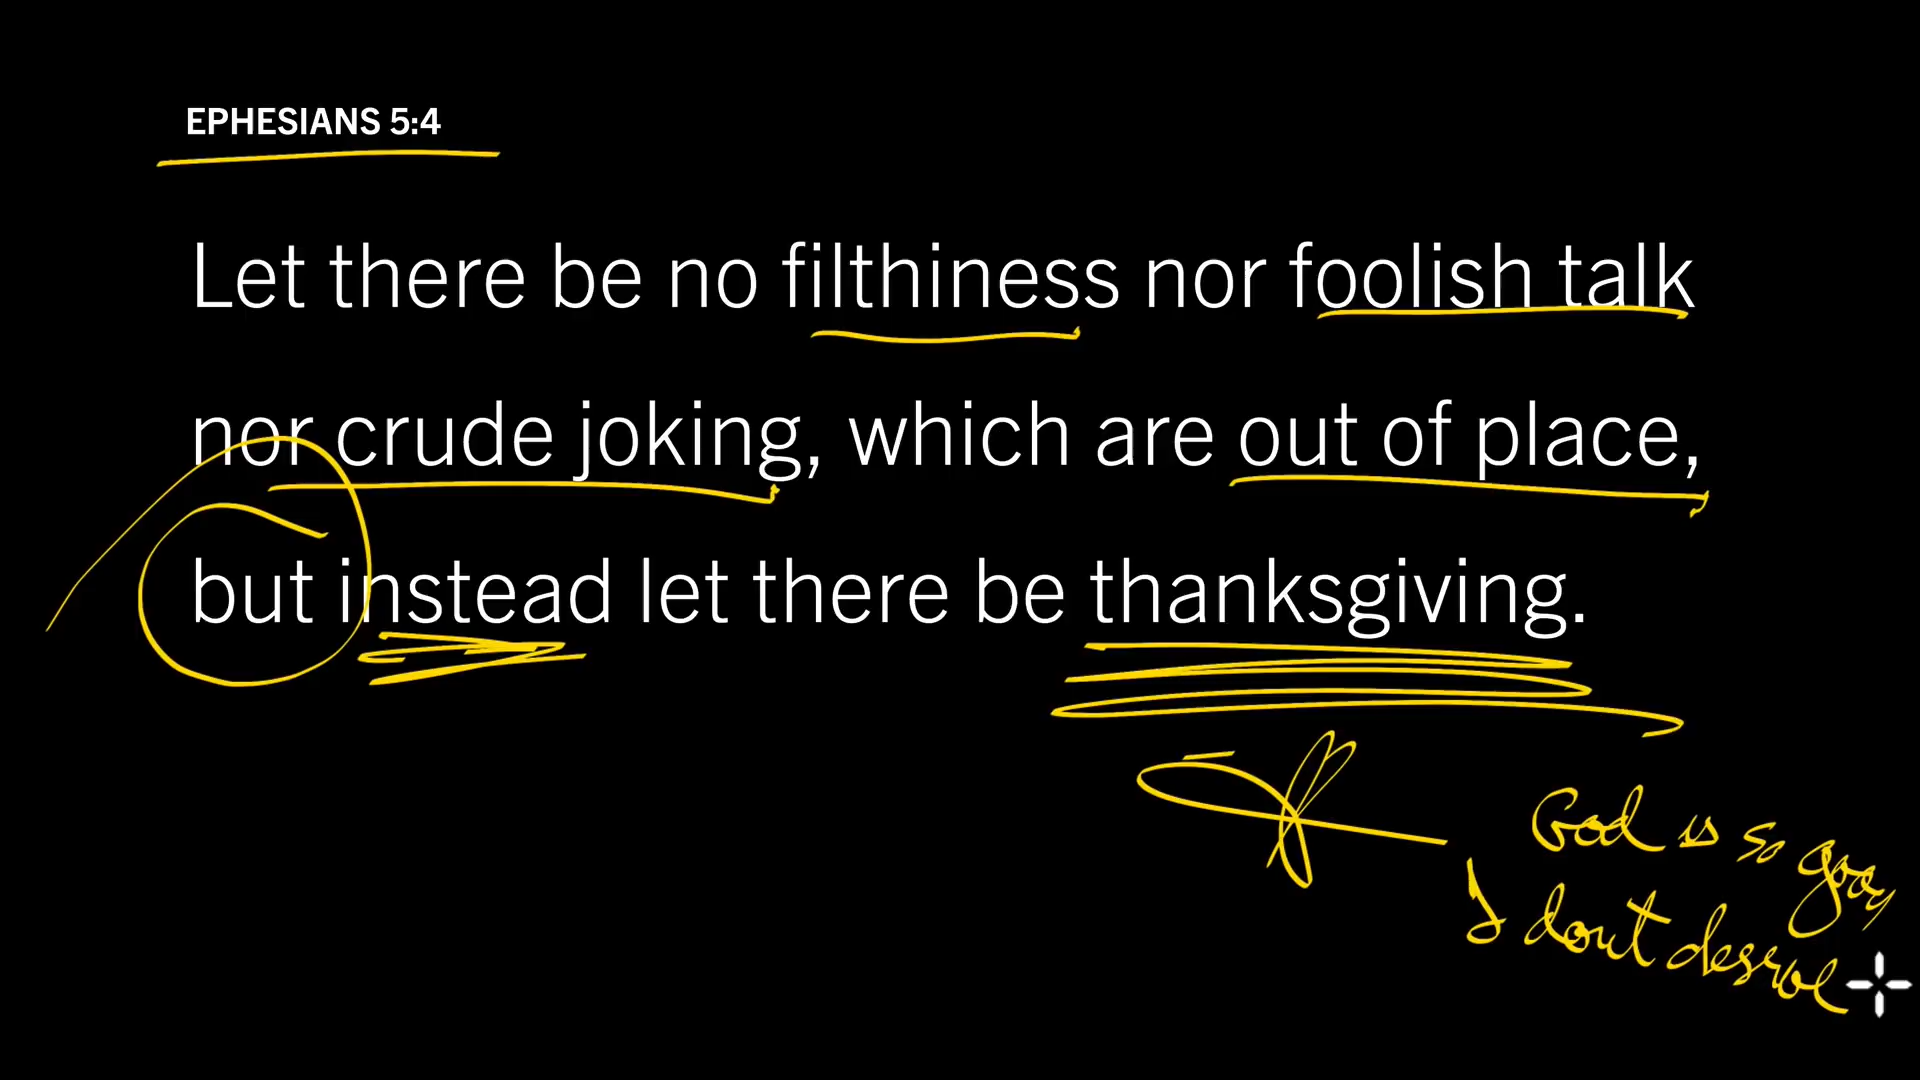 EPHESIANS 5:4
Let there be no filthiness nor foolish talk
nor crude joking, which are out of place,
but instead let there be thanksgiving.
God is so good
I don't deserve